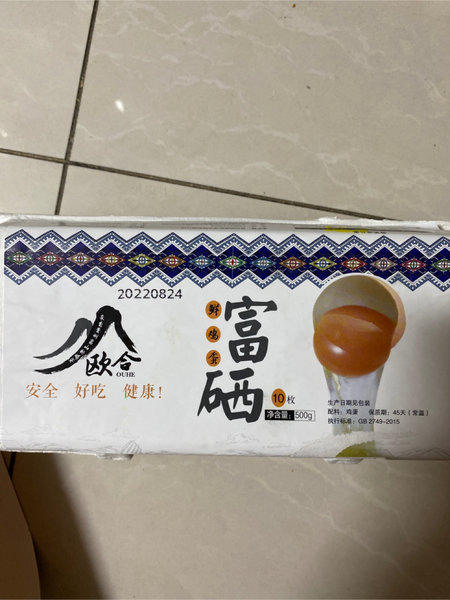 20220824
鲜鸡蛋
富硒
欧合
OUHE
安全 好吃 健康!
10枚
净含量: 500g
生产日期见包装
配料: 鸡蛋 保质期: 45天(常温)
执行标准: GB 2749-2015